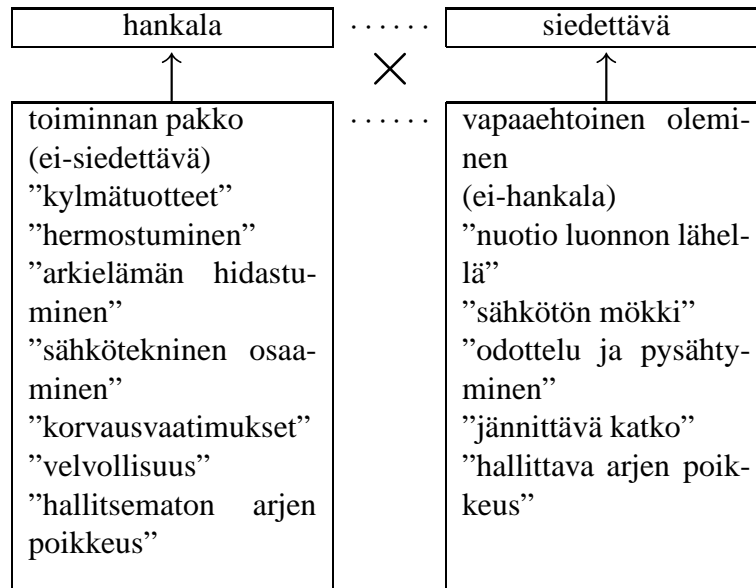 hankala ...... siedettävä
toiminnan pakko
(ei-siedettävä)
”kylmätuotteet”
”hermostuminen”
”arkielämän hidastu-
minen”
”sähkötekninen osaa-
minen”
”korvausvaatimukset”
”velvollisuus”
”hallitsematon arjen
poikkeus”
......
vapaaehtoinen olemi-
nen
(ei-hankala)
”nuotio luonnon lähel-
lä”
”sähkötön mökki”
”odottelu ja pysähty-
minen”
”jännittävä katko”
”hallittava arjen poik-
keus”